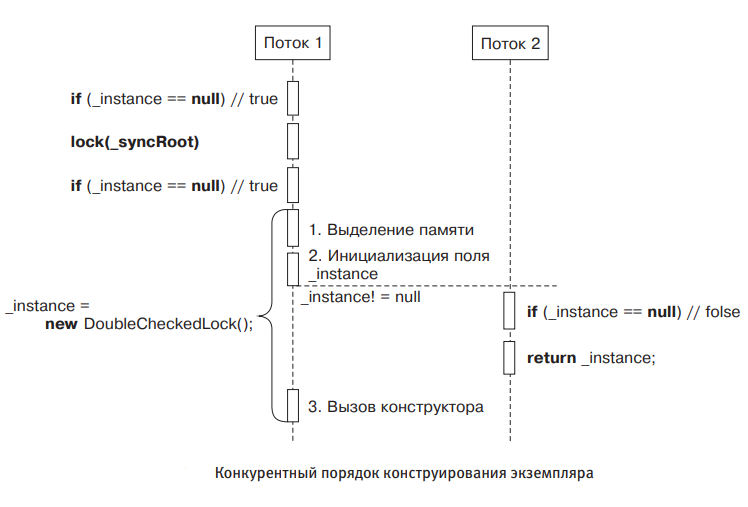 Поток 1
Поток 2
if (_instance == null) // true
lock(_syncRoot)
if (_instance == null) // true
1. Выделение памяти
2. Инициализация поля
_instance
_instance! = null
_instance =
new DoubleCheckedLock();
if (_instance == null) // folse
return _instance;
3. Вызов конструктора
Конкурентный порядок конструирования экземпляра